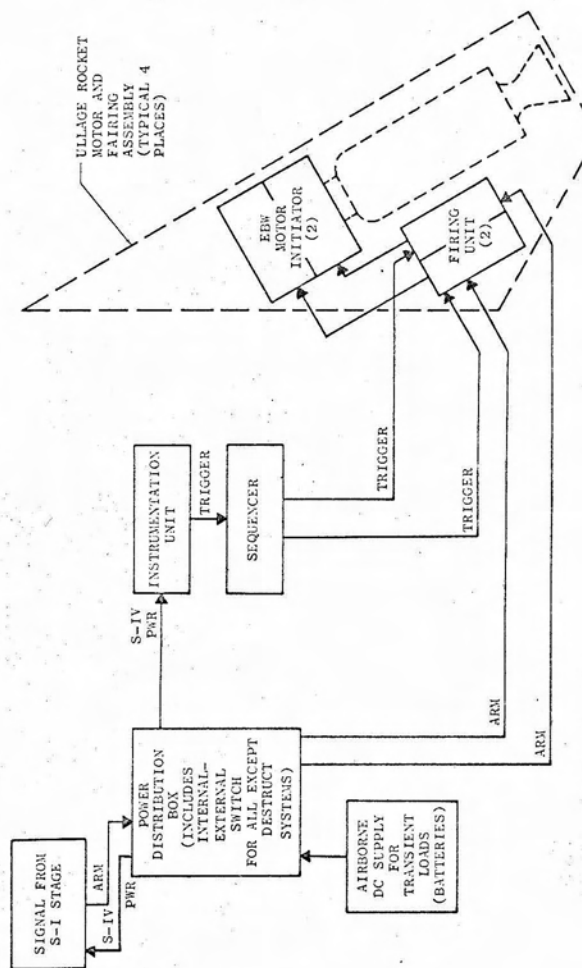 SIGNAL FROM
S-I STAGE
ARM
S-IV
PWR
POWER
DISTRIBUTION
BOX
(INCLUDES
INTERNAL-
EXTERNAL
SWITCH
FOR ALL EXCEPT
DESTRUCT
SYSTEMS)
AIRBORNE
DC SUPPLY
FOR
TRANSIENT
LOADS
(BATTERIES)
S-IV
PWR
INSTRUMENTATION
UNIT
TRIGGER
SEQUENCER
TRIGGER
TRIGGER
ARM
ARM
ULLAGE ROCKET
MOTOR AND
FAIRING
ASSEMBLY
(TYPICAL 4
PLACES)
EBW
MOTOR
INITIATOR
(2)
FIRING
UNIT
(2)